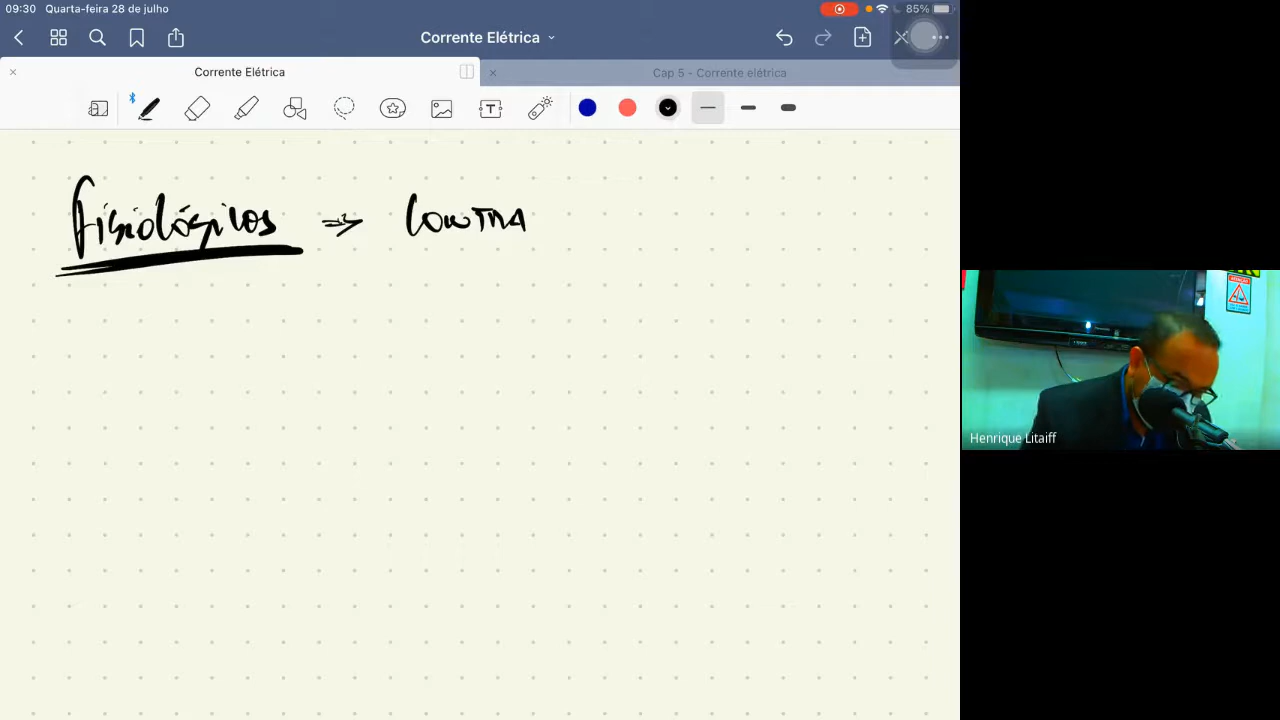 09:30 Quarta-feira 28 de julho 85%
Corrente Elétrica
Corrente Elétrica
Cap 5 - Corrente elétrica
T
Fisiológicos ⇒ CONTRA
Henrique Litaiff